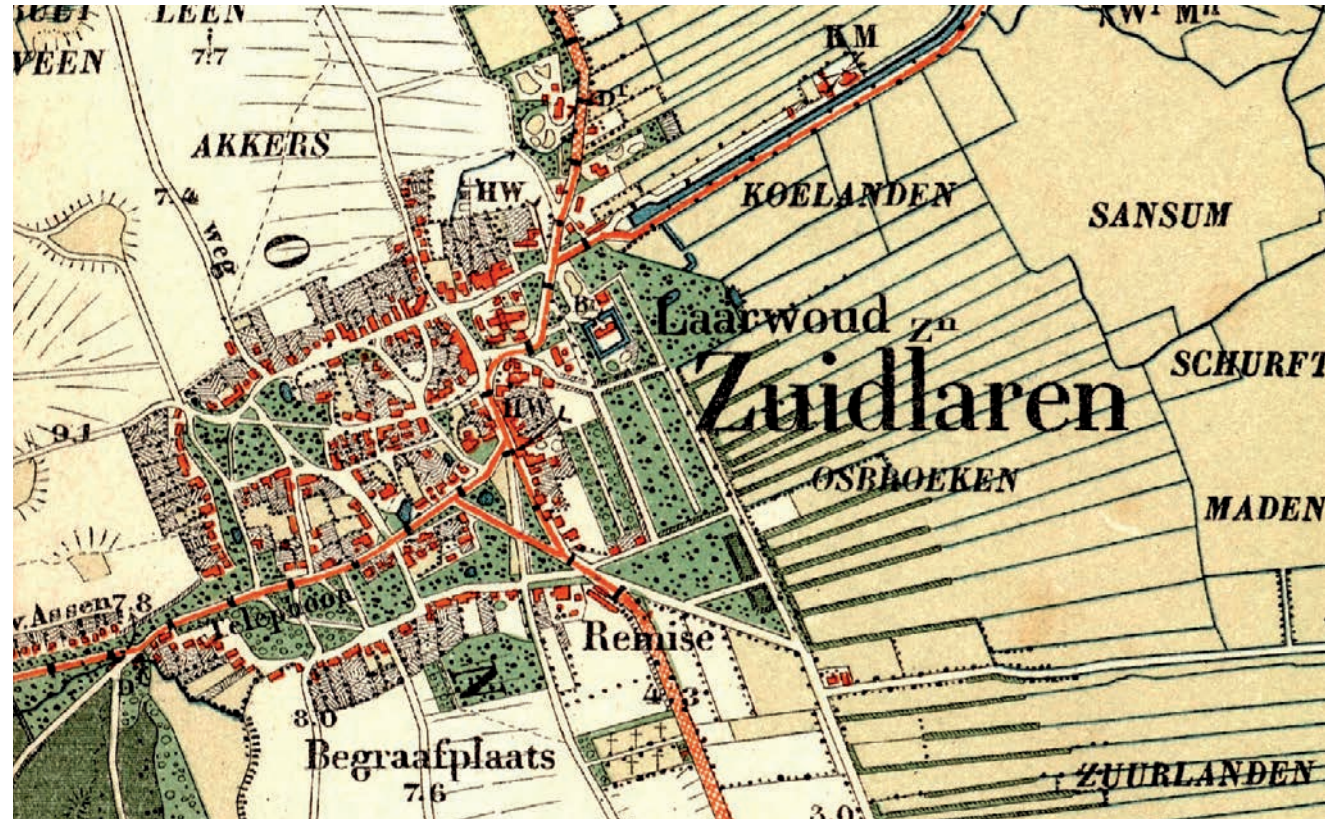 LEEN
7.7
VEEN
KM
AKKERS
7.4
weg
HW
KOELANDEN
SANSUM
O
Laarwoud
Zn
Zuidlaren
SCHURFT
HW
9.1
OSBROEKEN
MADEN
v. Assen 7.8
Telephoon
Remise
4.3
8.0
Begraafplaats
7.6
ZUURLANDEN
3.0